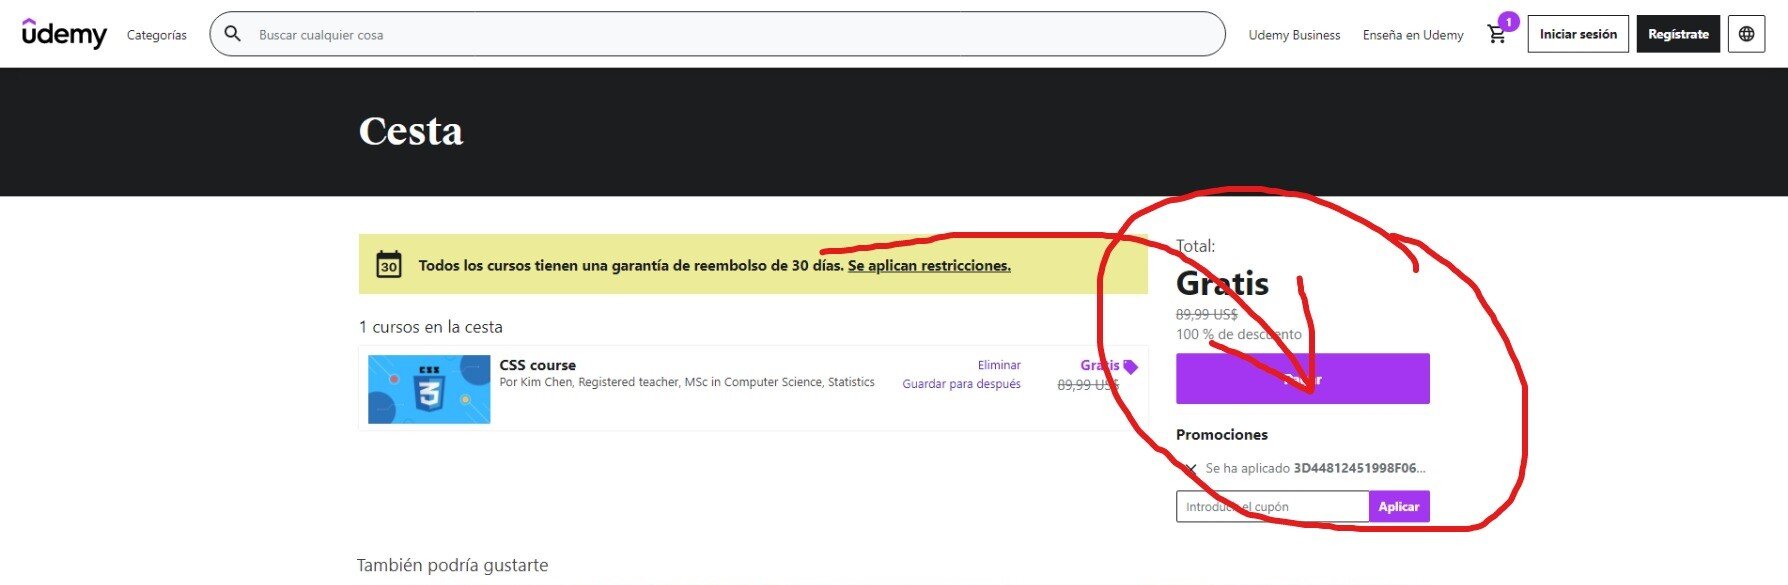 udemy
Categorías
Buscar cualquier cosa
Udemy Business
Enseña en Udemy
1
Iniciar sesión
Regístrate
Cesta
30
Todos los cursos tienen una garantía de reembolso de 30 días. Se aplican restricciones.
1 cursos en la cesta
CSS
3
CSS course
Por Kim Chen, Registered teacher, MSc in Computer Science, Statistics
Eliminar
Guardar para después
Gratis
89,99 US$
Total:
Gratis
89,99 US$
100 % de descuento
Promociones
Se ha aplicado 3D44812451998F06...
el cupón
Aplicar
También podría gustarte